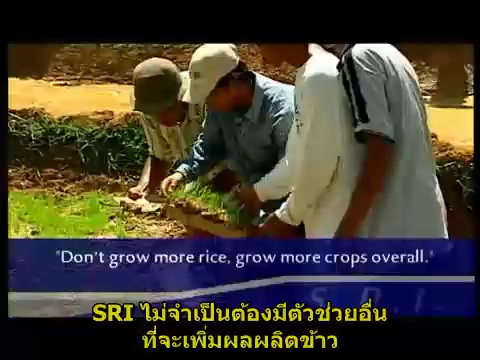 "Don't grow more rice, grow more crops overall."
S R I
SRI ไม่จำเป็นต้องมีตัวช่วยอื่น
ที่จะเพิ่มผลผลิตข้าว